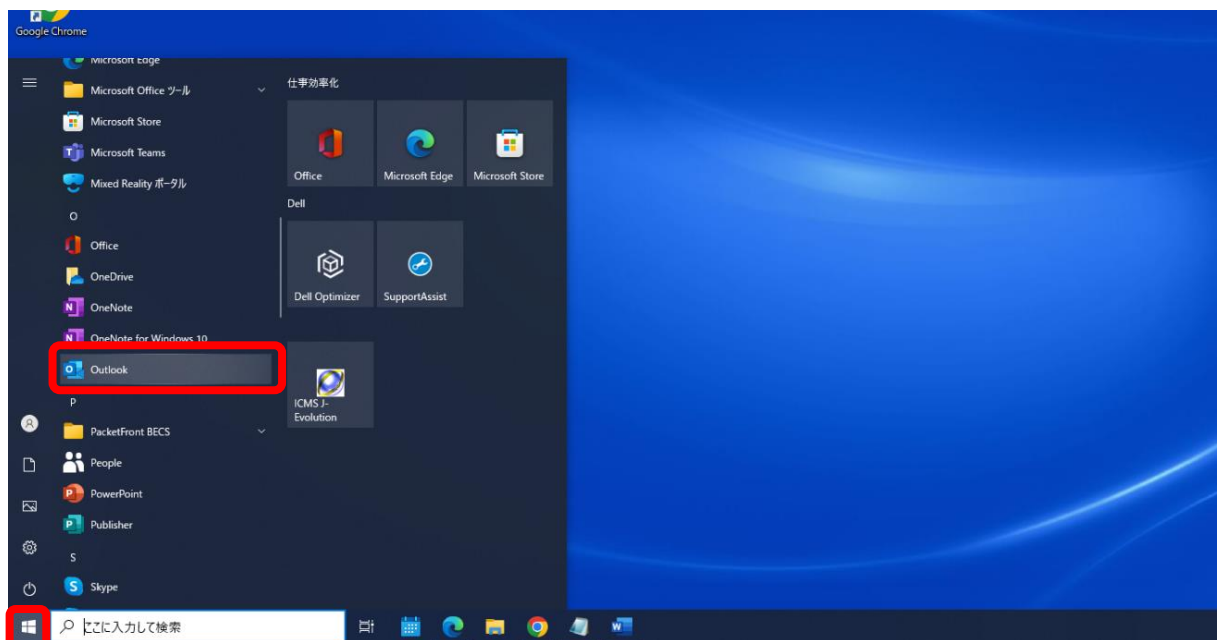 Google Chrome
Microsoft Edge
Microsoft Office ツール
Microsoft Store
Microsoft Teams
Mixed Reality ポータル
O
Office
OneDrive
OneNote
OneNote for Windows 10
Outlook
P
PacketFront BECS
People
PowerPoint
Publisher
S
Skype
仕事効率化
Office
Microsoft Edge
Microsoft Store
Dell
Dell Optimizer
SupportAssist
ICMS J-
Evolution
ここに入力して検索